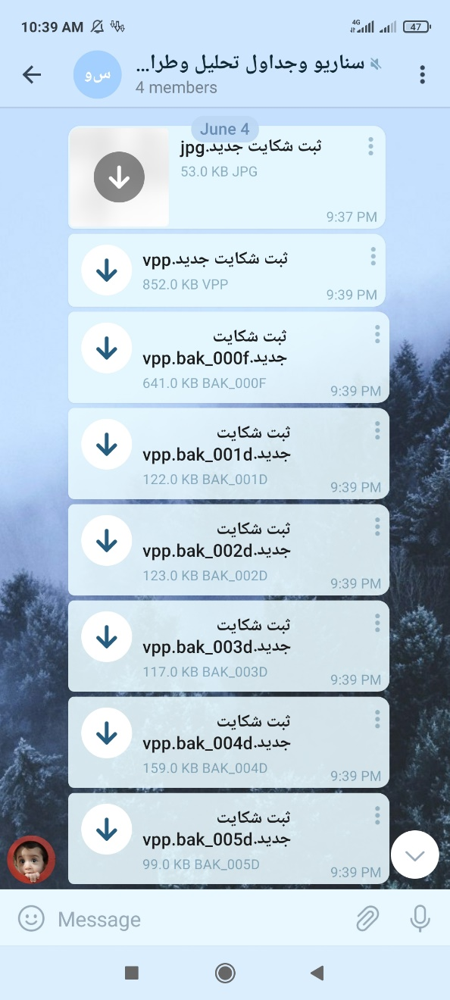 10:39 AM
4G
47
سناريو وجداول تحليل وطرا...
س و
4 members
June 4
ثبت شکایت جدید.jpg
53.0 KB JPG
9:37 PM
ثبت شکایت جدید.vpp
852.0 KB VPP
9:39 PM
ثبت شکایت
جدید.vpp.bak_000f
641.0 KB BAK_000F
9:39 PM
ثبت شکایت
جدید.vpp.bak_001d
122.0 KB BAK_001D
9:39 PM
ثبت شکایت
جدید.vpp.bak_002d
123.0 KB BAK_002D
9:39 PM
ثبت شکایت
جدید.vpp.bak_003d
117.0 KB BAK_003D
9:39 PM
ثبت شکایت
جدید.vpp.bak_004d
159.0 KB BAK_004D
9:39 PM
ثبت شکایت
جدید.vpp.bak_005d
99.0 KB BAK_005D
9:39 PM
Message